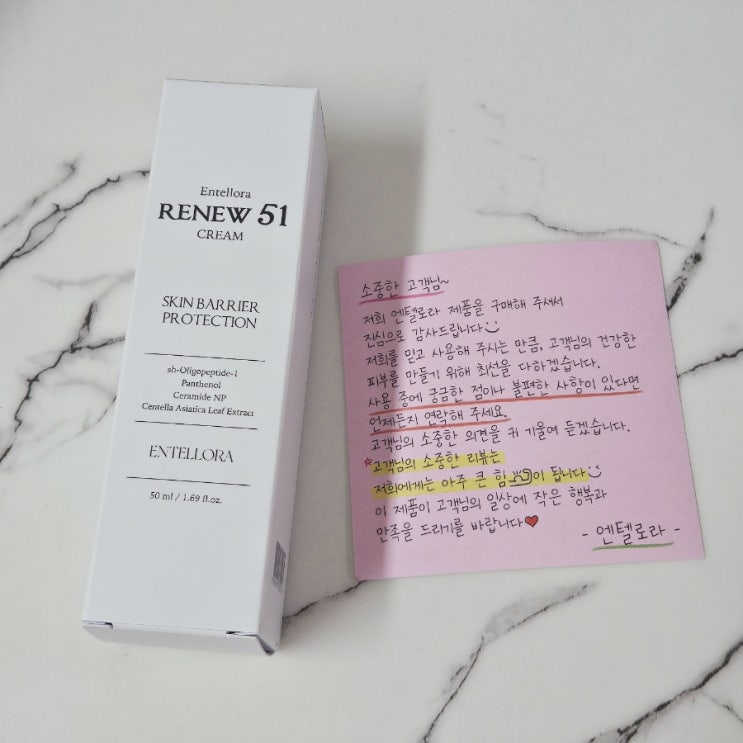 Entellora
RENEW 51
CREAM
SKIN BARRIER
PROTECTION
sh-Oligopeptide-1
Panthenol
Ceramide NP
Centella Asiatica Leaf Extract
ENTELLORA
50 ml / 1.69 fl.oz.
소중한 고객님~
저희 엔텔로라 제품을 구매해 주셔서
진심으로 감사드립니다
저희를 믿고 사용해 주시는 만큼, 고객님의 건강한
피부를 만들기 위해 최선을 다하겠습니다.
사용 중에 궁금한 점이나 불편한 사항이 있다면
언제든지 연락해 주세요.
고객님의 소중한 의견을 귀 기울여 듣겠습니다.
고객님의 소중한 리뷰는
저희에게는 아주 큰 힘이 됩니다
이 제품이 고객님의 일상에 작은 행복과
만족을 드리기를 바랍니다
- 엔텔로라 -